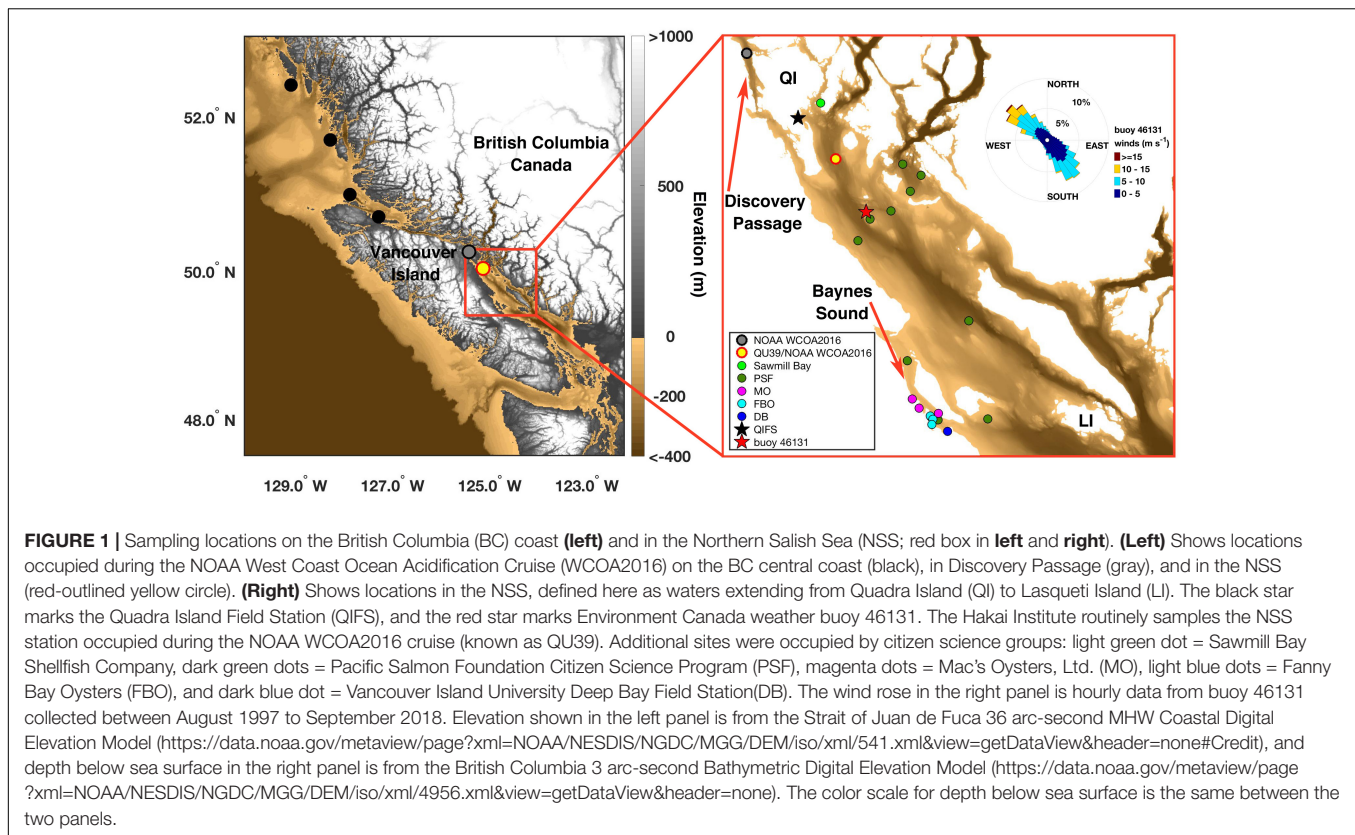 52.0° N
50.0° N
48.0° N
129.0° W
127.0° W
125.0° W
123.0° W
British Columbia
Canada
Vancouver
Island
>1000
500
0
-200
<-400
Elevation (m)
QI
Discovery
Passage
Baynes
Sound
LI
NORTH
10%
5%
WEST
EAST
SOUTH
buoy 46131
winds (m s⁻¹)
>=15
10 - 15
5 - 10
0 - 5
NOAA WCOA2016
QU39/NOAA WCOA2016
Sawmill Bay
PSF
MO
FBO
DB
QIFS
buoy 46131
FIGURE 1 | Sampling locations on the British Columbia (BC) coast (left) and in the Northern Salish Sea (NSS; red box in left and right). (Left) Shows locations
occupied during the NOAA West Coast Ocean Acidification Cruise (WCOA2016) on the BC central coast (black), in Discovery Passage (gray), and in the NSS
(red-outlined yellow circle). (Right) Shows locations in the NSS, defined here as waters extending from Quadra Island (QI) to Lasqueti Island (LI). The black star
marks the Quadra Island Field Station (QIFS), and the red star marks Environment Canada weather buoy 46131. The Hakai Institute routinely samples the NSS
station occupied during the NOAA WCOA2016 cruise (known as QU39). Additional sites were occupied by citizen science groups: light green dot = Sawmill Bay
Shellfish Company, dark green dots = Pacific Salmon Foundation Citizen Science Program (PSF), magenta dots = Mac's Oysters, Ltd. (MO), light blue dots = Fanny
Bay Oysters (FBO), and dark blue dot = Vancouver Island University Deep Bay Field Station(DB). The wind rose in the right panel is hourly data from buoy 46131
collected between August 1997 to September 2018. Elevation shown in the left panel is from the Strait of Juan de Fuca 36 arc-second MHW Coastal Digital
Elevation Model (https://data.noaa.gov/metaview/page?xml=NOAA/NESDIS/NGDC/MGG/DEM/iso/xml/541.xml&view=getDataView&header=none#Credit), and
depth below sea surface in the right panel is from the British Columbia 3 arc-second Bathymetric Digital Elevation Model (https://data.noaa.gov/metaview/page
?xml=NOAA/NESDIS/NGDC/MGG/DEM/iso/xml/4956.xml&view=getDataView&header=none). The color scale for depth below sea surface is the same between the
two panels.